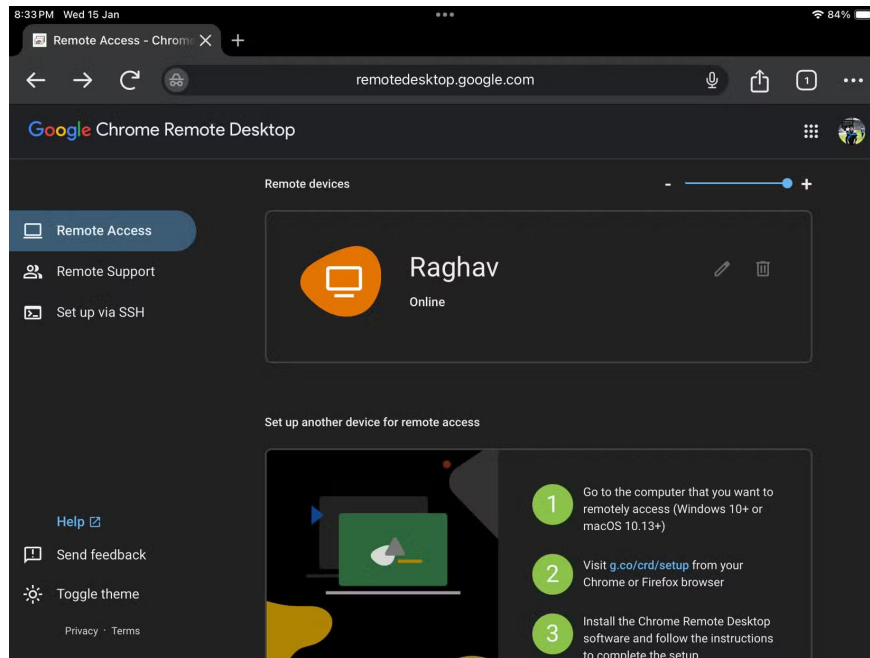 8:33 PM Wed 15 Jan
84%
Remote Access - Chrom
remotedesktop.google.com
1
Google Chrome Remote Desktop
Remote devices
- +
Remote Access
Remote Support
Set up via SSH
Raghav
Online
Set up another device for remote access
1
Go to the computer that you want to
remotely access (Windows 10+ or
macOS 10.13+)
2
Visit g.co/crd/setup from your
Chrome or Firefox browser
3
Install the Chrome Remote Desktop
software and follow the instructions
to complete the setup
Help
Send feedback
Toggle theme
Privacy · Terms